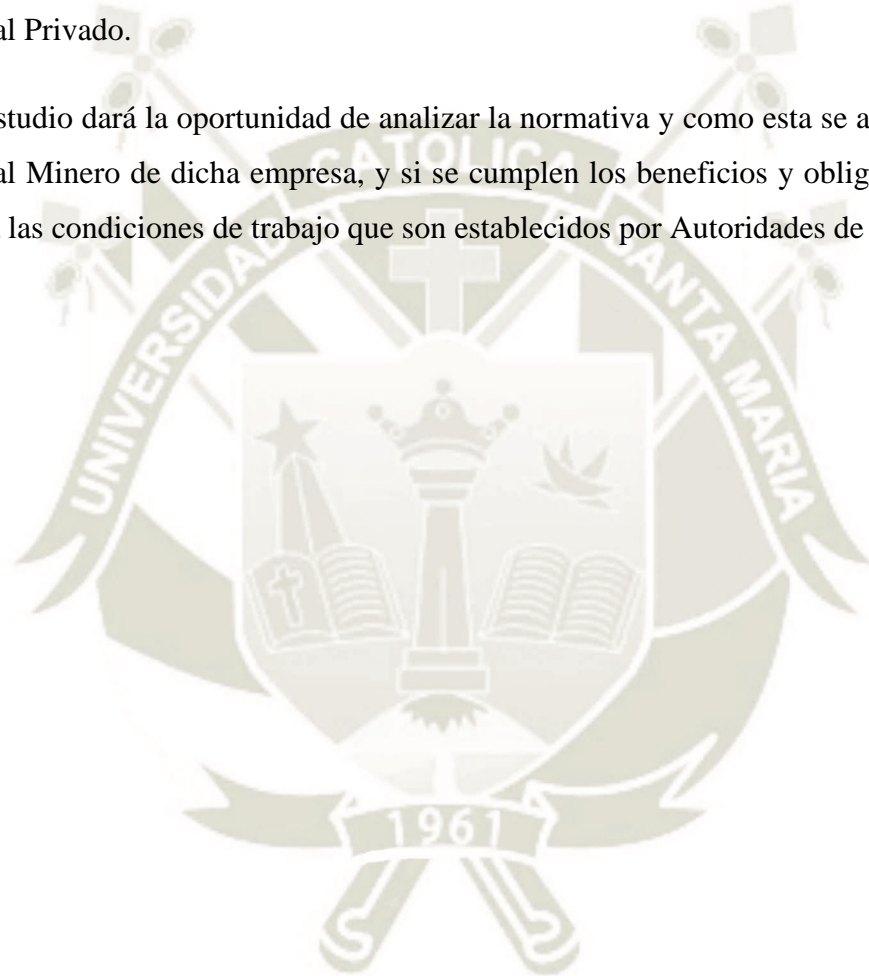 al Privado.
studio dará la oportunidad de analizar la normativa y como esta se a
al Minero de dicha empresa, y si se cumplen los beneficios y oblig
las condiciones de trabajo que son establecidos por Autoridades de
UNIVERSIDAD CATOLICA SANTA MARIA
1961